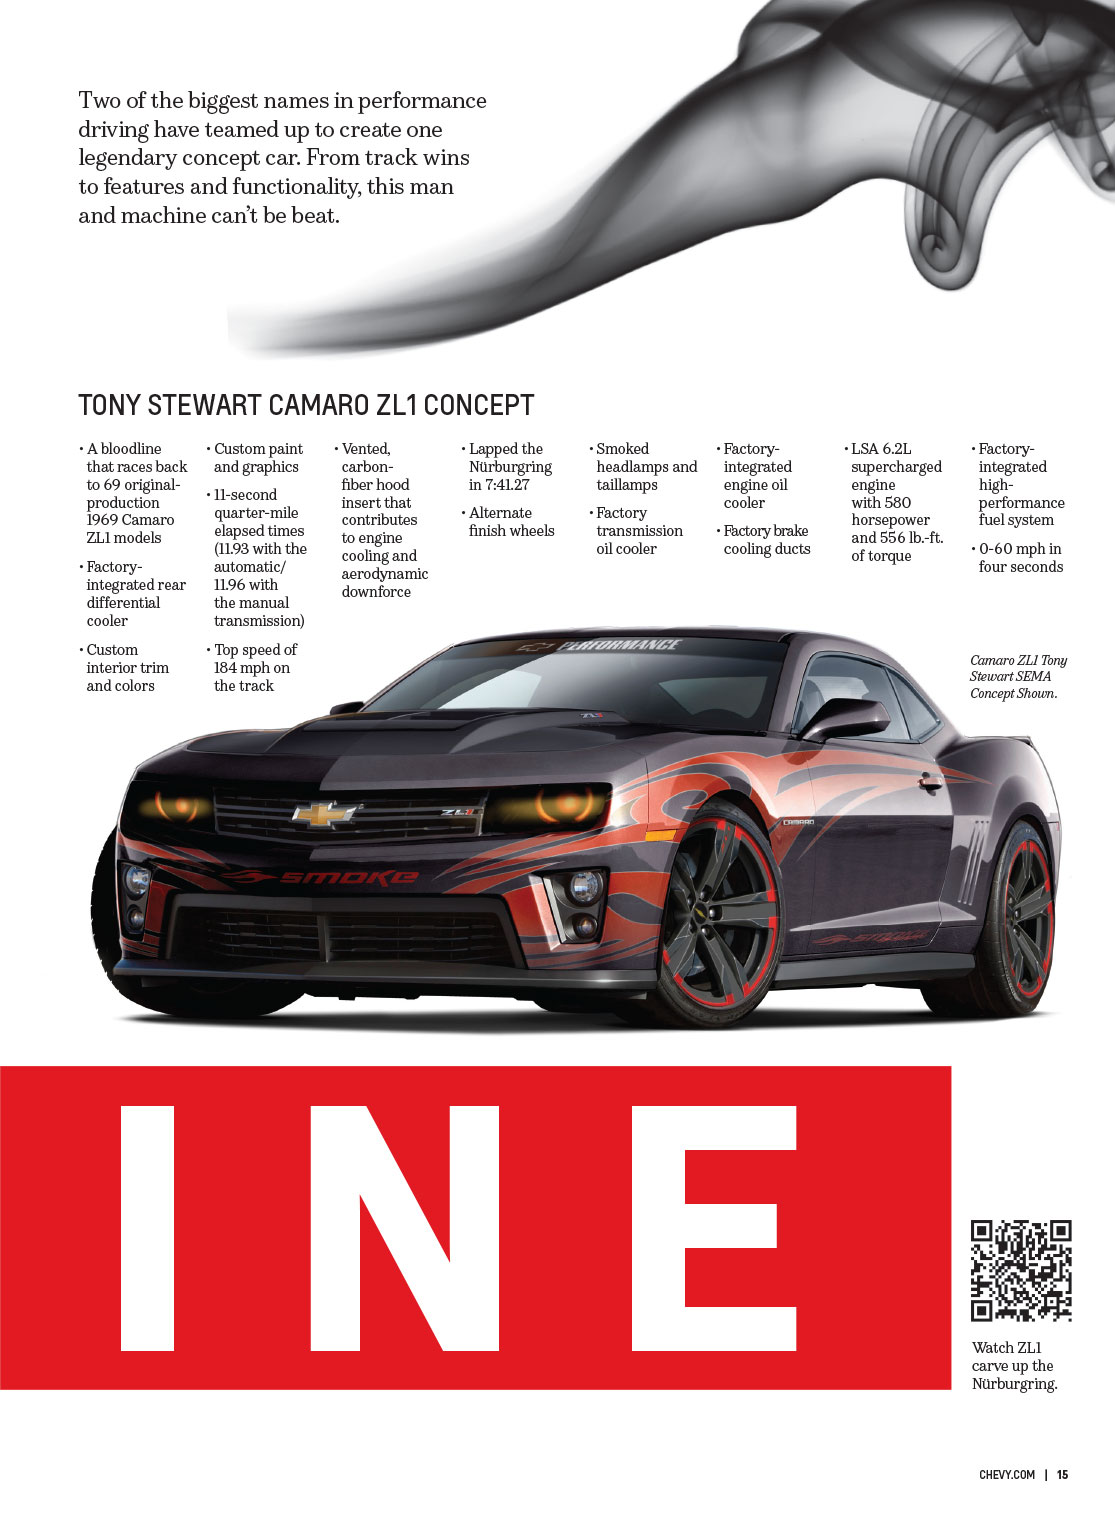 Two of the biggest names in performance
driving have teamed up to create one
legendary concept car. From track wins
to features and functionality, this man
and machine can't be beat.
TONY STEWART CAMARO ZL1 CONCEPT
• A bloodline
that races back
to 69 original-
production
1969 Camaro
ZL1 models
• Factory-
integrated rear
differential
cooler
• Custom
interior trim
and colors
• Custom paint
and graphics
• 11-second
quarter-mile
elapsed times
(11.93 with the
automatic/
11.96 with
the manual
transmission)
• Top speed of
184 mph on
the track
• Vented,
carbon-
fiber hood
insert that
contributes
to engine
cooling and
aerodynamic
downforce
• Lapped the
Nürburgring
in 7:41.27
• Alternate
finish wheels
• Smoked
headlamps and
taillamps
• Factory
transmission
oil cooler
• Factory-
integrated
engine oil
cooler
• Factory brake
cooling ducts
• LSA 6.2L
supercharged
engine
with 580
horsepower
and 556 lb.-ft.
of torque
• Factory-
integrated
high-
performance
fuel system
• 0-60 mph in
four seconds
Camaro ZL1 Tony
Stewart SEMA
Concept Shown.
PERFORMANCE
ZL1
ZL1
CAMARO
SMOKE
SMOKE
INE
Watch ZL1
carve up the
Nürburgring.
CHEVY.COM | 15